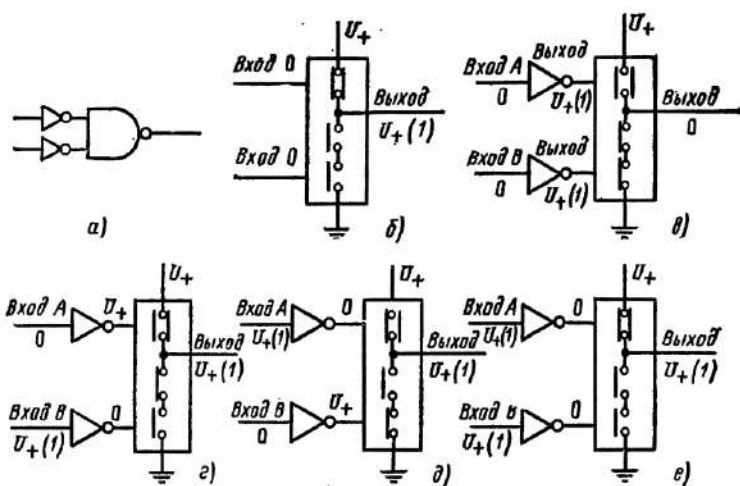 U₊
Вход 0
Выход
U₊(1)
Вход 0
а)
б)
U₊
Выход
Вход A
0
U₊(1)
Выход
0
Выход
Вход B
0
U₊(1)
в)
U₊
Вход A
U₊
0
Выход
U₊(1)
Вход B
0
U₊(1)
г)
U₊
Вход A
0
U₊(1)
Выход
U₊(1)
Вход B
U₊
0
д)
U₊
Вход A
0
U₊(1)
Выход
U₊(1)
Вход В
0
U₊(1)
е)